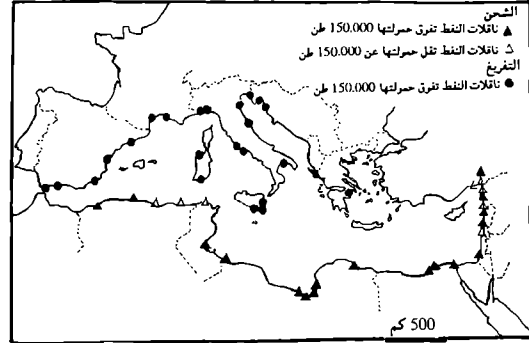 الشحن
ناقلات النفط تفوق حمولتها 150.000 طن
ناقلات النفط تقل حمولتها عن 150.000 طن
التفريغ
ناقلات النفط تفوق حمولتها 150.000 طن
500 كم